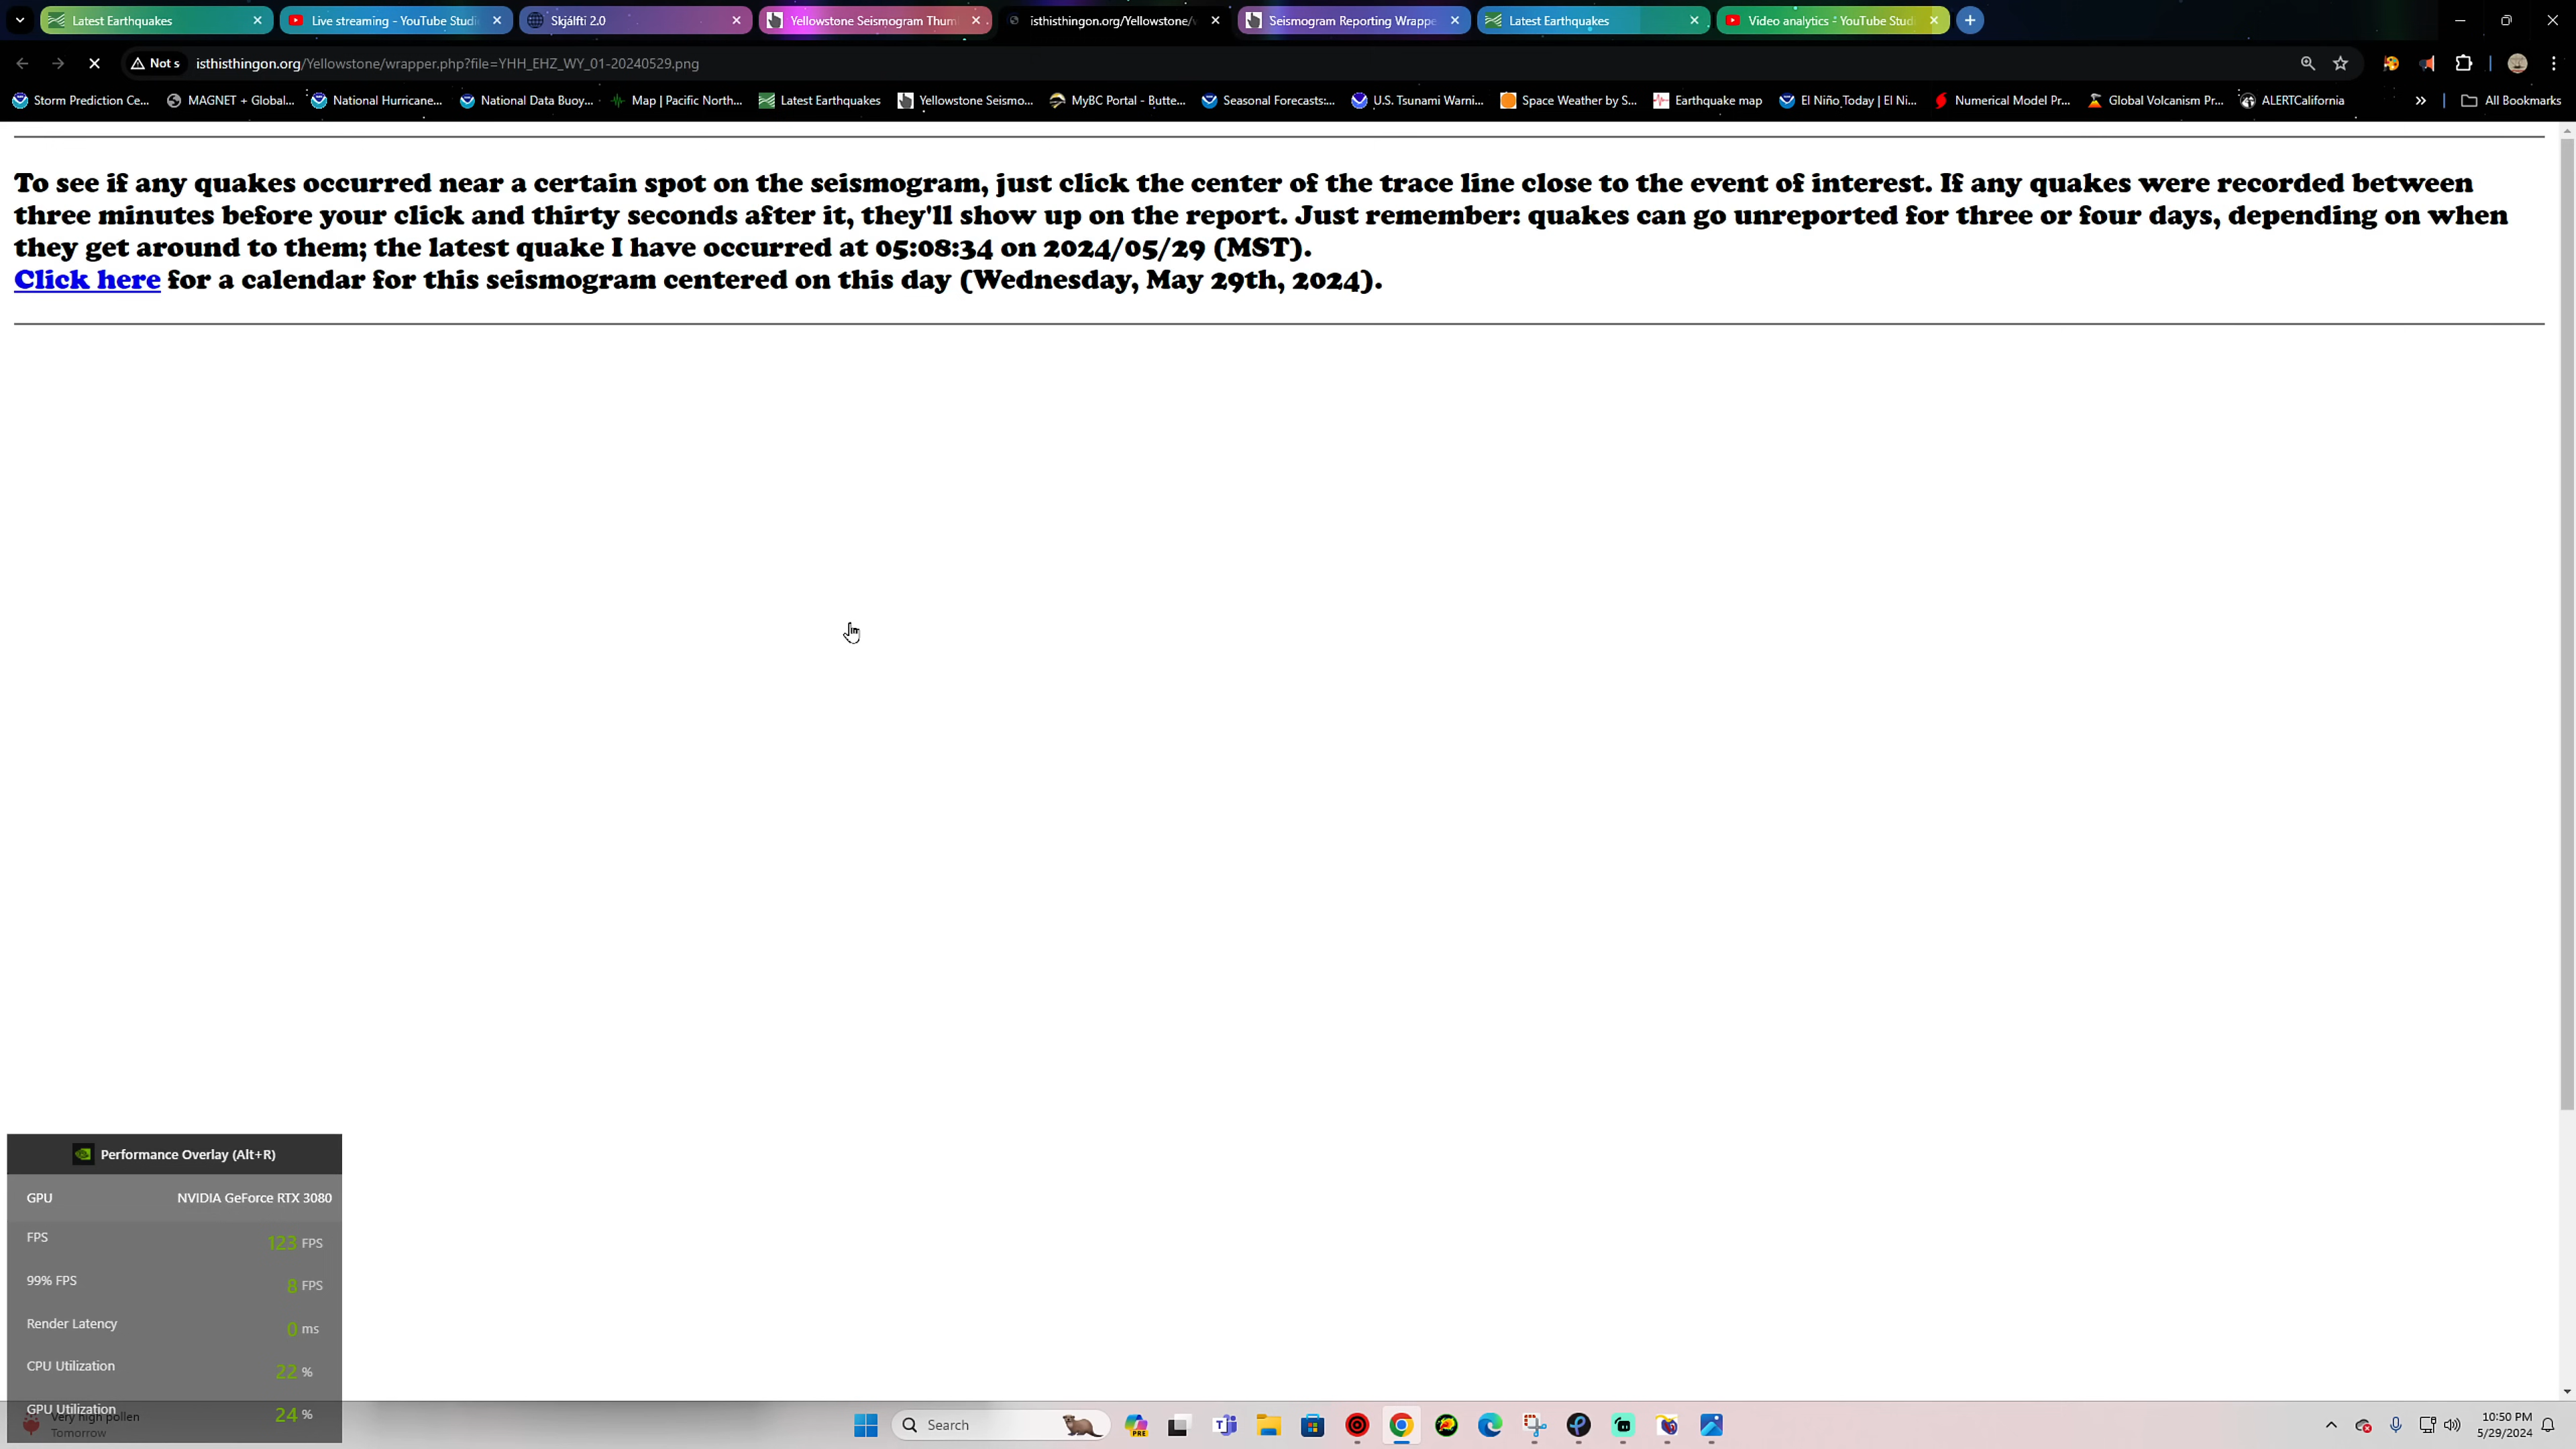 Latest Earthquakes
Live streaming - YouTube Studi
Skjálfti 2.0
Yellowstone Seismogram Thum
isthisthingon.org/Yellowstone/
Seismogram Reporting Wrappe
Latest Earthquakes
Video analytics - YouTube Stud
Not s
isthisthingon.org/Yellowstone/wrapper.php?file=YHH_EHZ_WY_01-20240529.png
Storm Prediction Ce...
MAGNET + Global...
National Hurricane...
National Data Buoy...
Map | Pacific North...
Latest Earthquakes
Yellowstone Seismo...
MyBC Portal - Butte...
Seasonal Forecasts:...
U.S. Tsunami Warni...
Space Weather by S...
Earthquake map
El Niño Today | El Ni...
Numerical Model Pr...
Global Volcanism Pr...
ALERTCalifornia
All Bookmarks
To see if any quakes occurred near a certain spot on the seismogram, just click the center of the trace line close to the event of interest. If any quakes were recorded between
three minutes before your click and thirty seconds after it, they'll show up on the report. Just remember: quakes can go unreported for three or four days, depending on when
they get around to them; the latest quake I have occurred at 05:08:34 on 2024/05/29 (MST).
Click here for a calendar for this seismogram centered on this day (Wednesday, May 29th, 2024).
Performance Overlay (Alt+R)
GPU NVIDIA GeForce RTX 3080
FPS 123 FPS
99% FPS 8 FPS
Render Latency 0 ms
CPU Utilization 22 %
GPU Utilization 24 %
Very high pollen
Tomorrow
Search
PRE
10:50 PM
5/29/2024